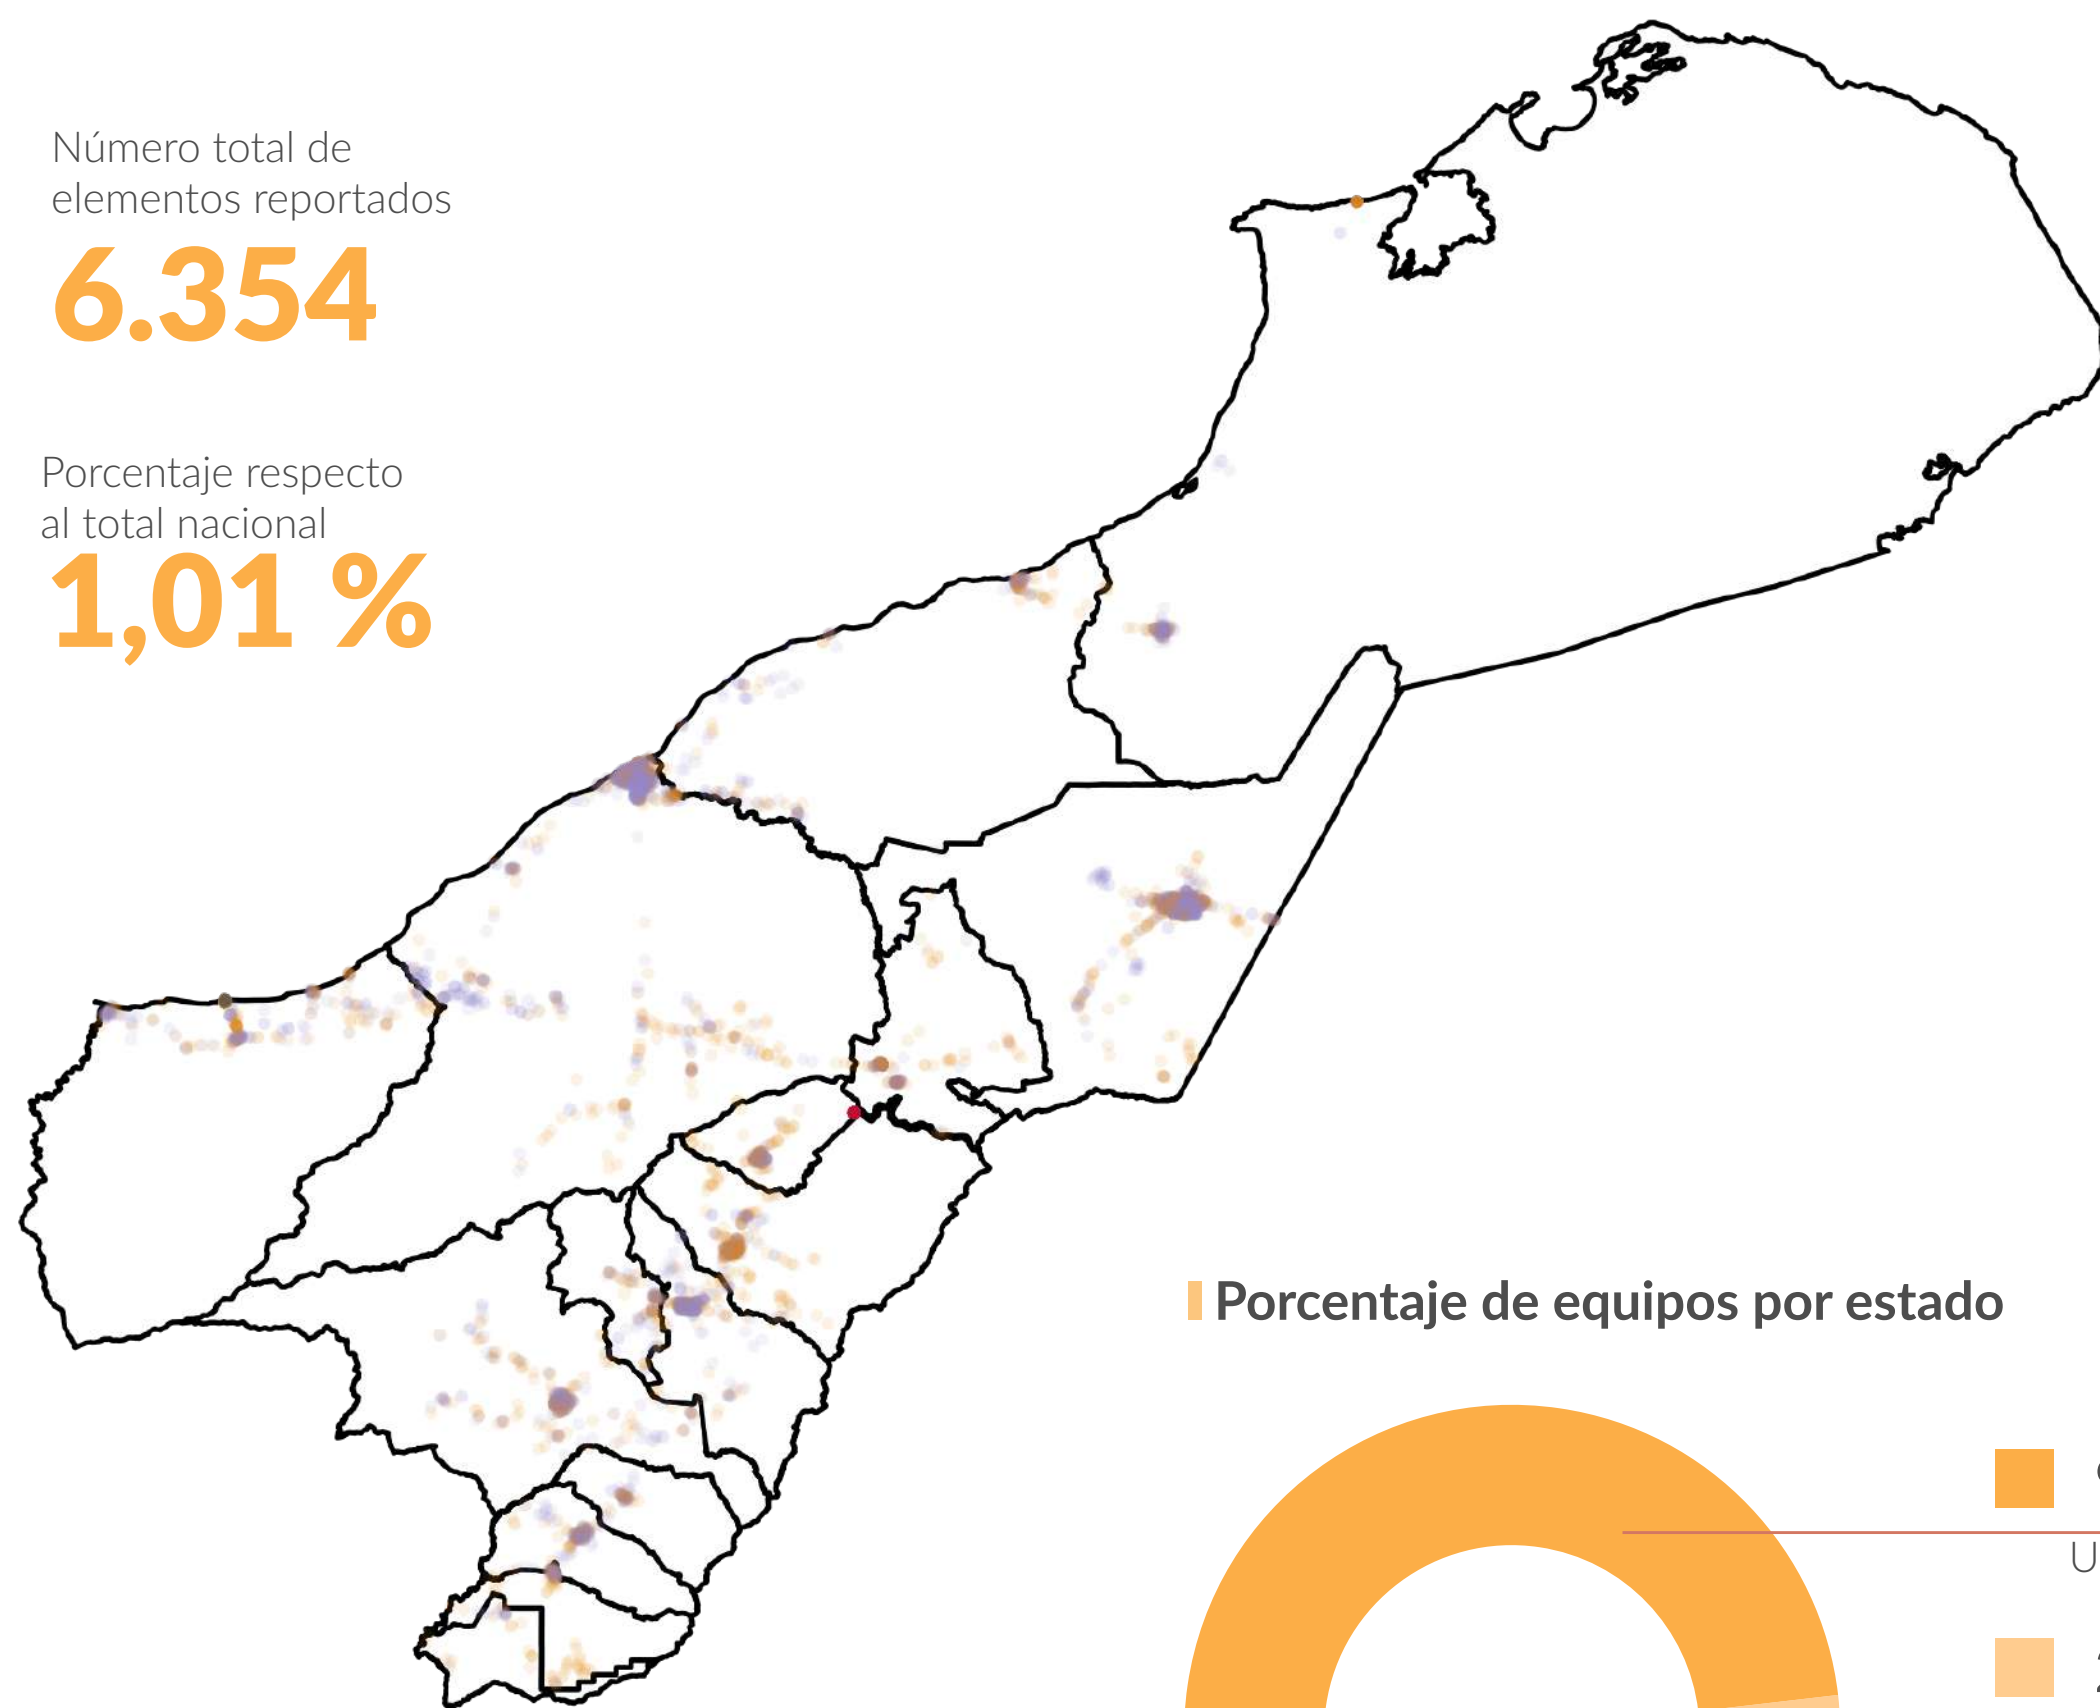 Número total de
elementos reportados
6.354
Porcentaje respecto
al total nacional
1,01 %
Porcentaje de equipos por estado